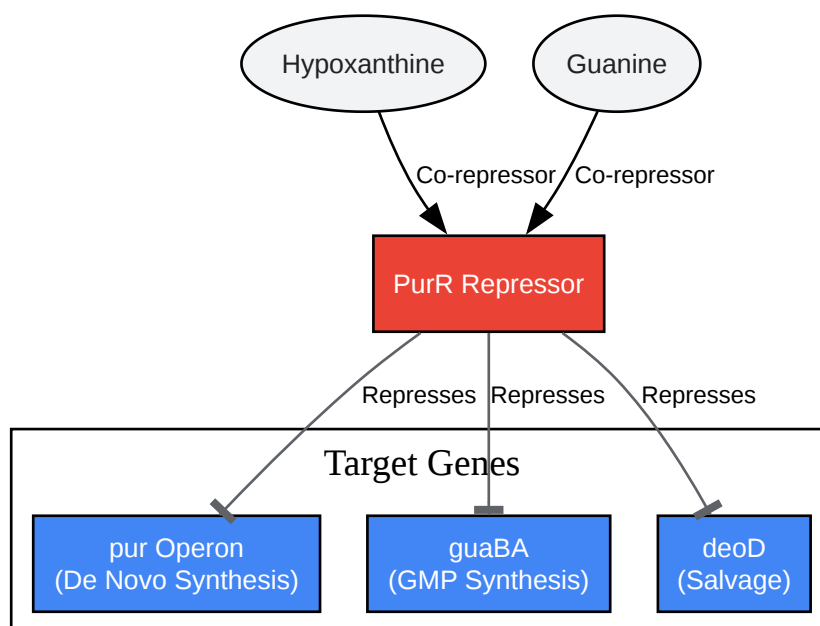 Hypoxanthine
Guanine
Co-repressor
Co-repressor
PurR Repressor
Represses
Represses
Represses
Target Genes
pur Operon
(De Novo Synthesis)
guaBA
(GMP Synthesis)
deoD
(Salvage)